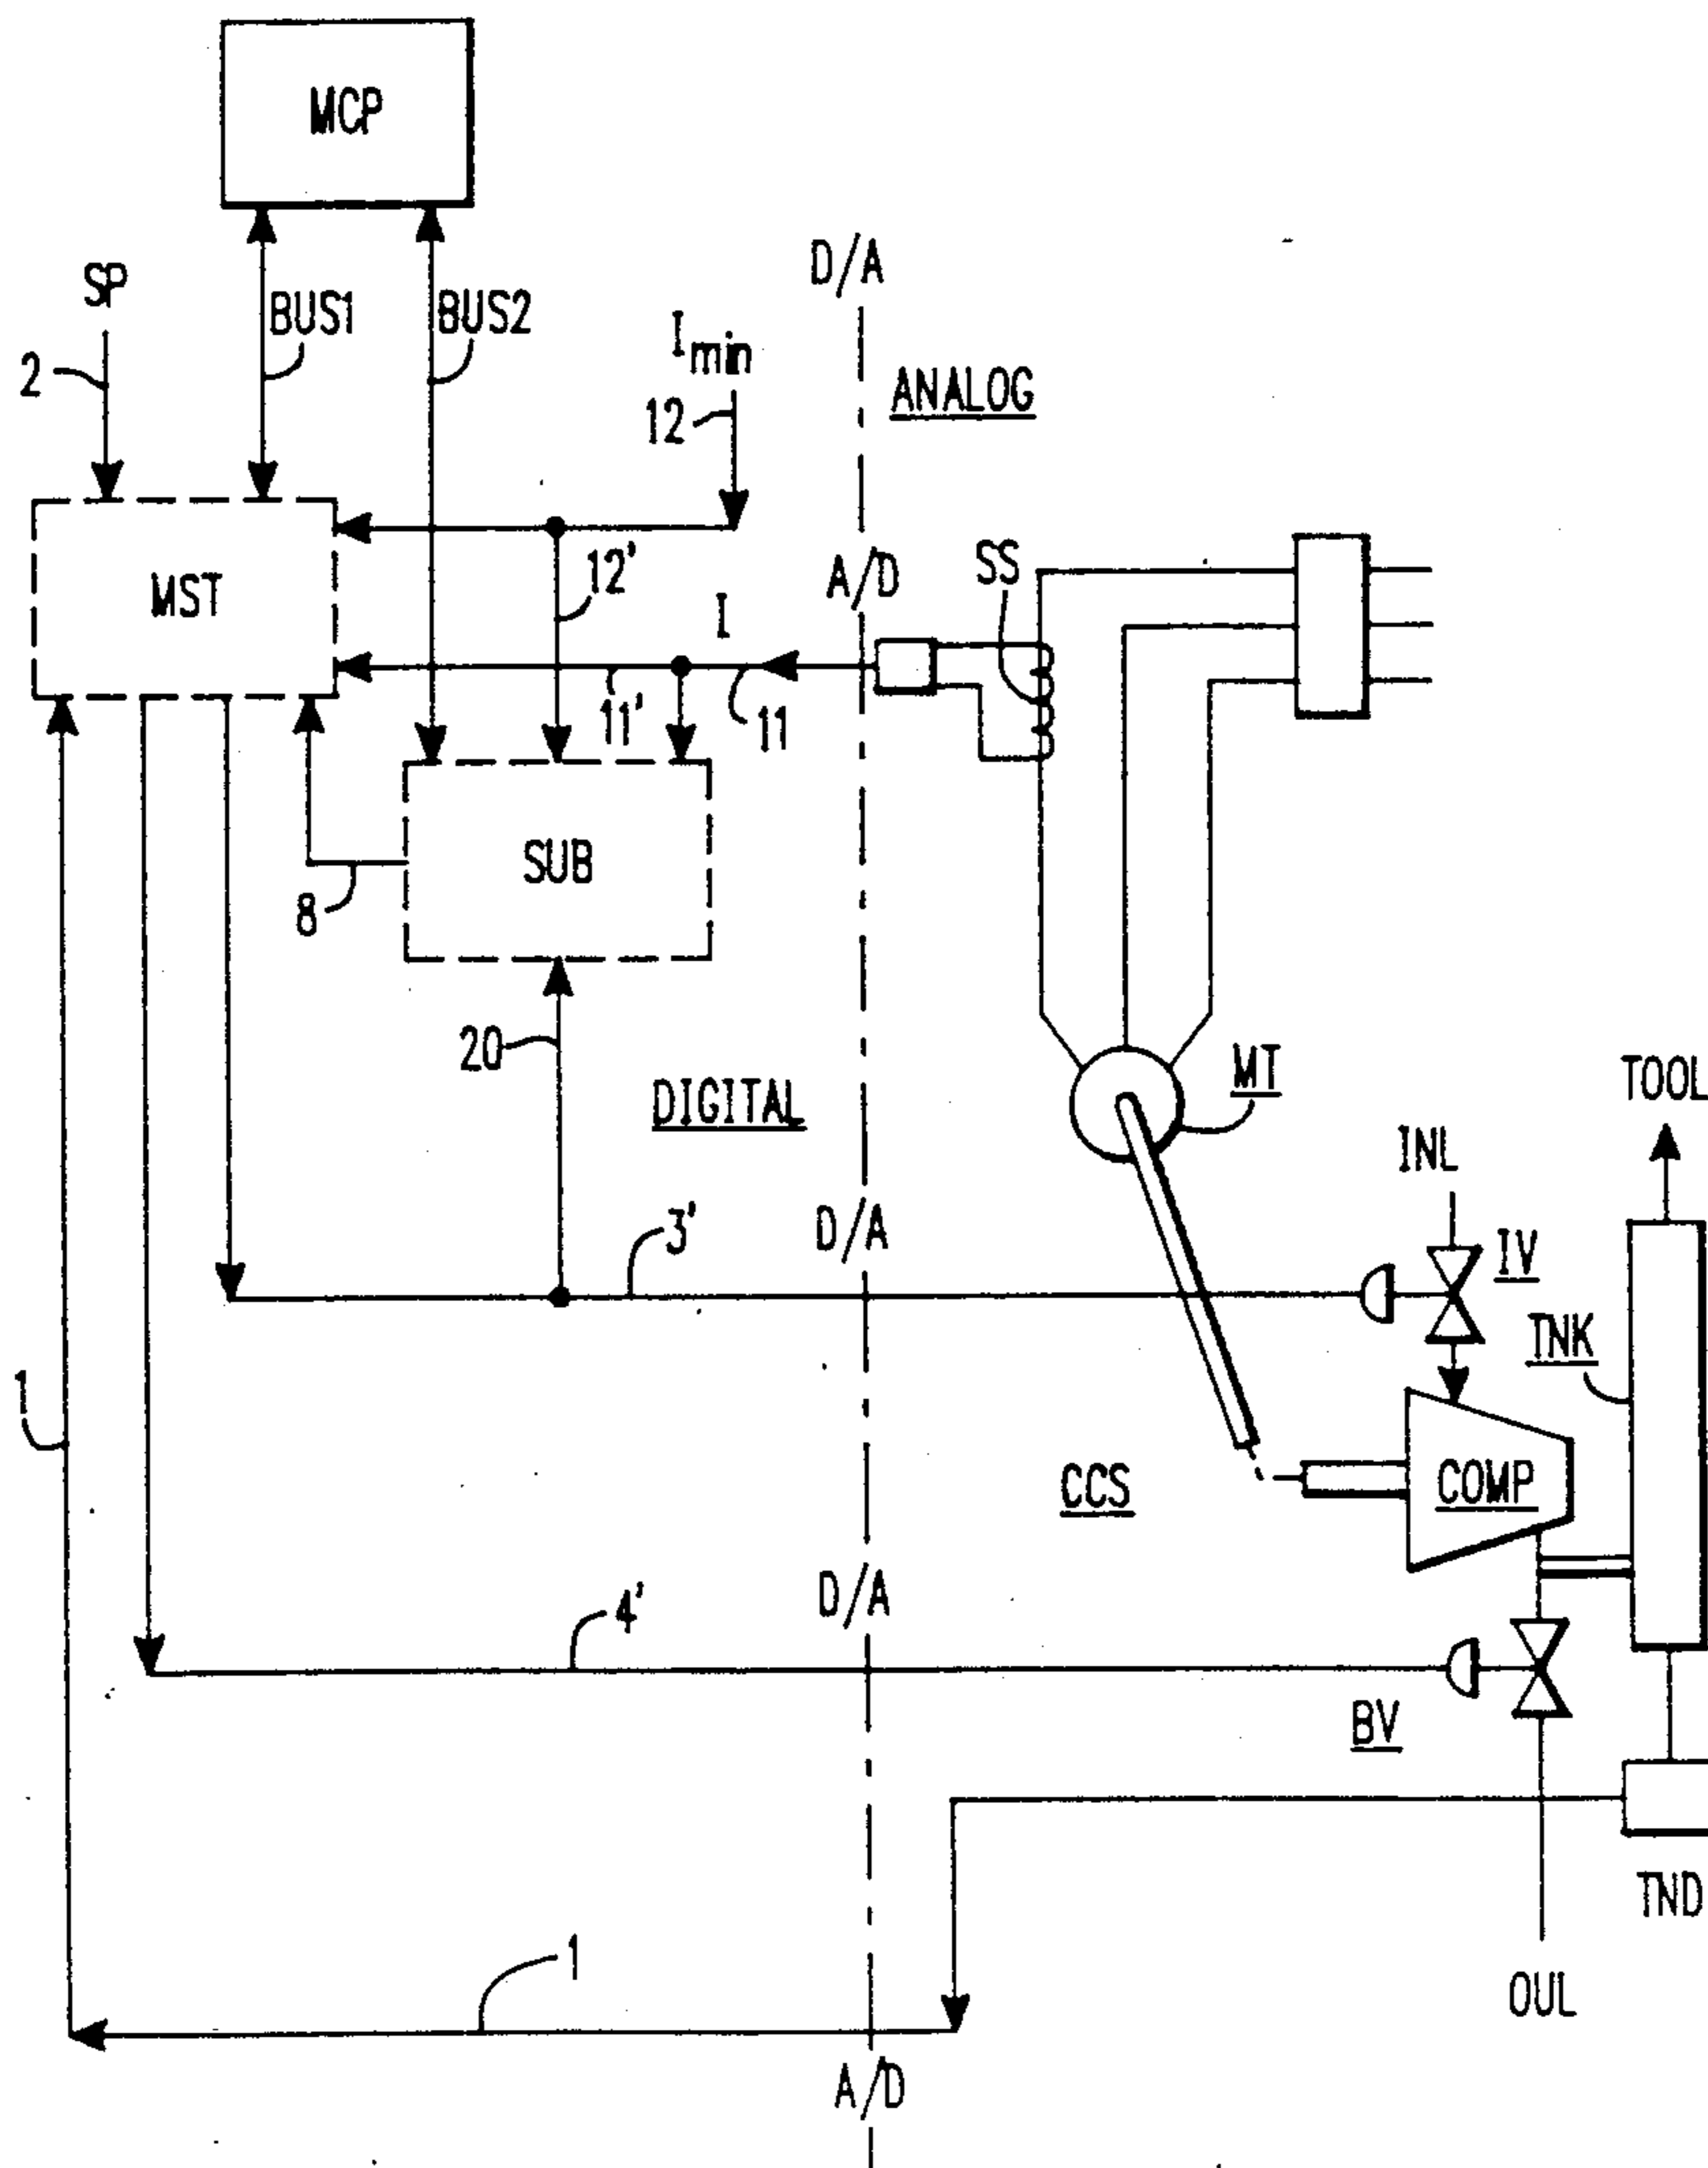 MCP
D/A
SP
BUS1
BUS2
I min
2
12
ANALOG
SS
A/D
12'
MST
I
11'
11
SUB
8
20
MT
TOOL
DIGITAL
INL
D/A
3'
IV
TNK
1
CCS
COMP
D/A
4'
BV
TND
1
OUL
A/D